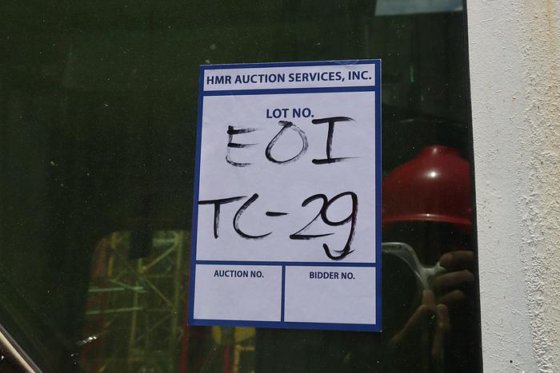 HMR AUCTION SERVICES, INC.
LOT NO.
EOI
TC-29
AUCTION NO.
BIDDER NO.